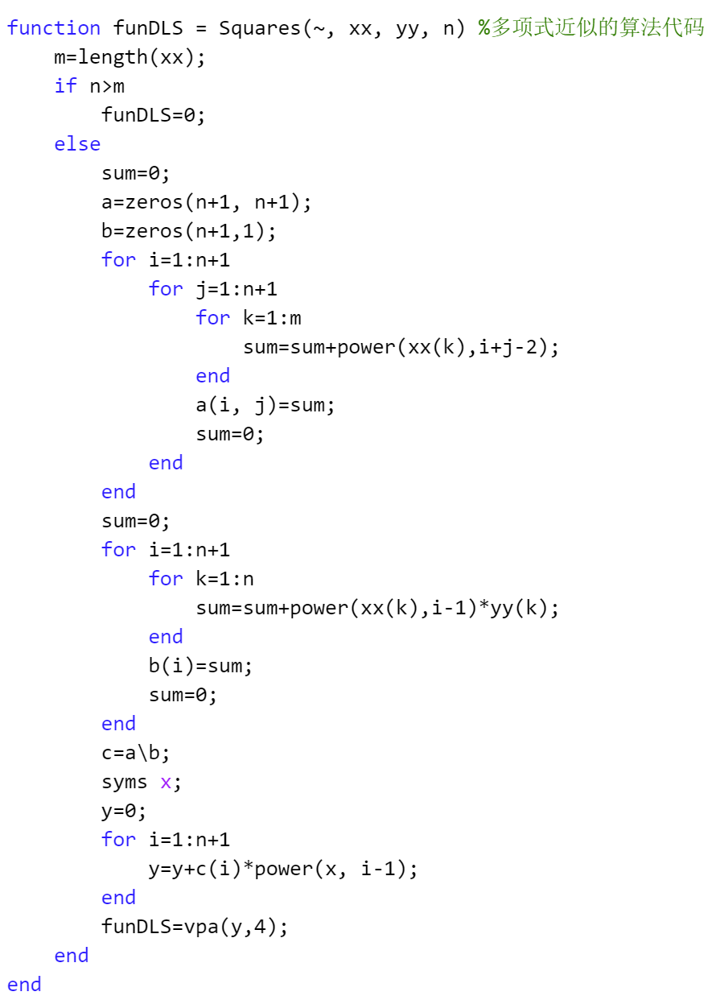 function funDLS = Squares(~, xx, yy, n) %多项式近似的算法代码
    m=length(xx);
    if n>m
        funDLS=0;
    else
        sum=0;
        a=zeros(n+1, n+1);
        b=zeros(n+1,1);
        for i=1:n+1
            for j=1:n+1
                for k=1:m
                    sum=sum+power(xx(k),i+j-2);
                end
                a(i, j)=sum;
                sum=0;
            end
        end
        sum=0;
        for i=1:n+1
            for k=1:n
                sum=sum+power(xx(k),i-1)*yy(k);
            end
            b(i)=sum;
            sum=0;
        end
        c=a\b;
        syms x;
        y=0;
        for i=1:n+1
            y=y+c(i)*power(x, i-1);
        end
        funDLS=vpa(y,4);
    end
end